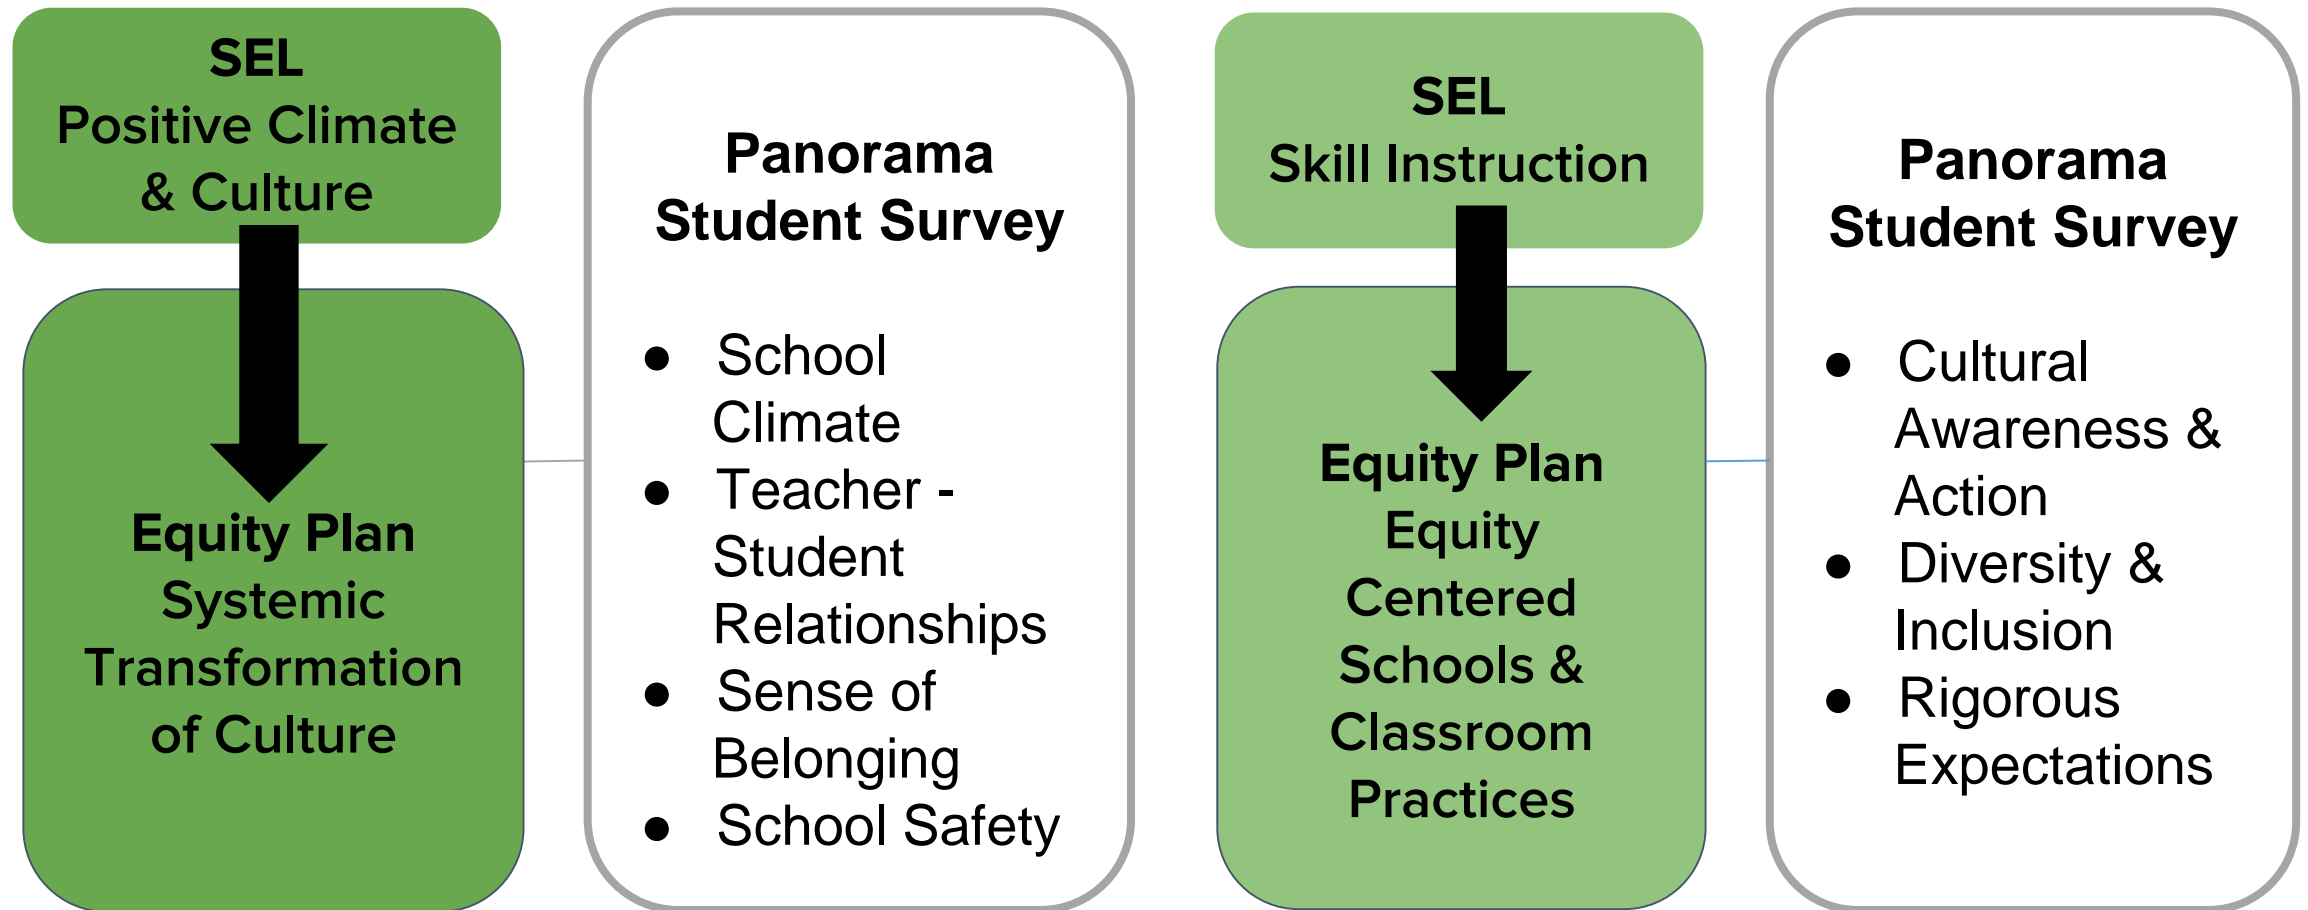 SEL
Positive Climate
& Culture
Equity Plan
Systemic
Transformation
of Culture
Panorama
Student Survey
● School
Climate
● Teacher -
Student
Relationships
● Sense of
Belonging
● School Safety
SEL
Skill Instruction
Equity Plan
Equity
Centered
Schools &
Classroom
Practices
Panorama
Student Survey
● Cultural
Awareness &
Action
● Diversity &
Inclusion
● Rigorous
Expectations